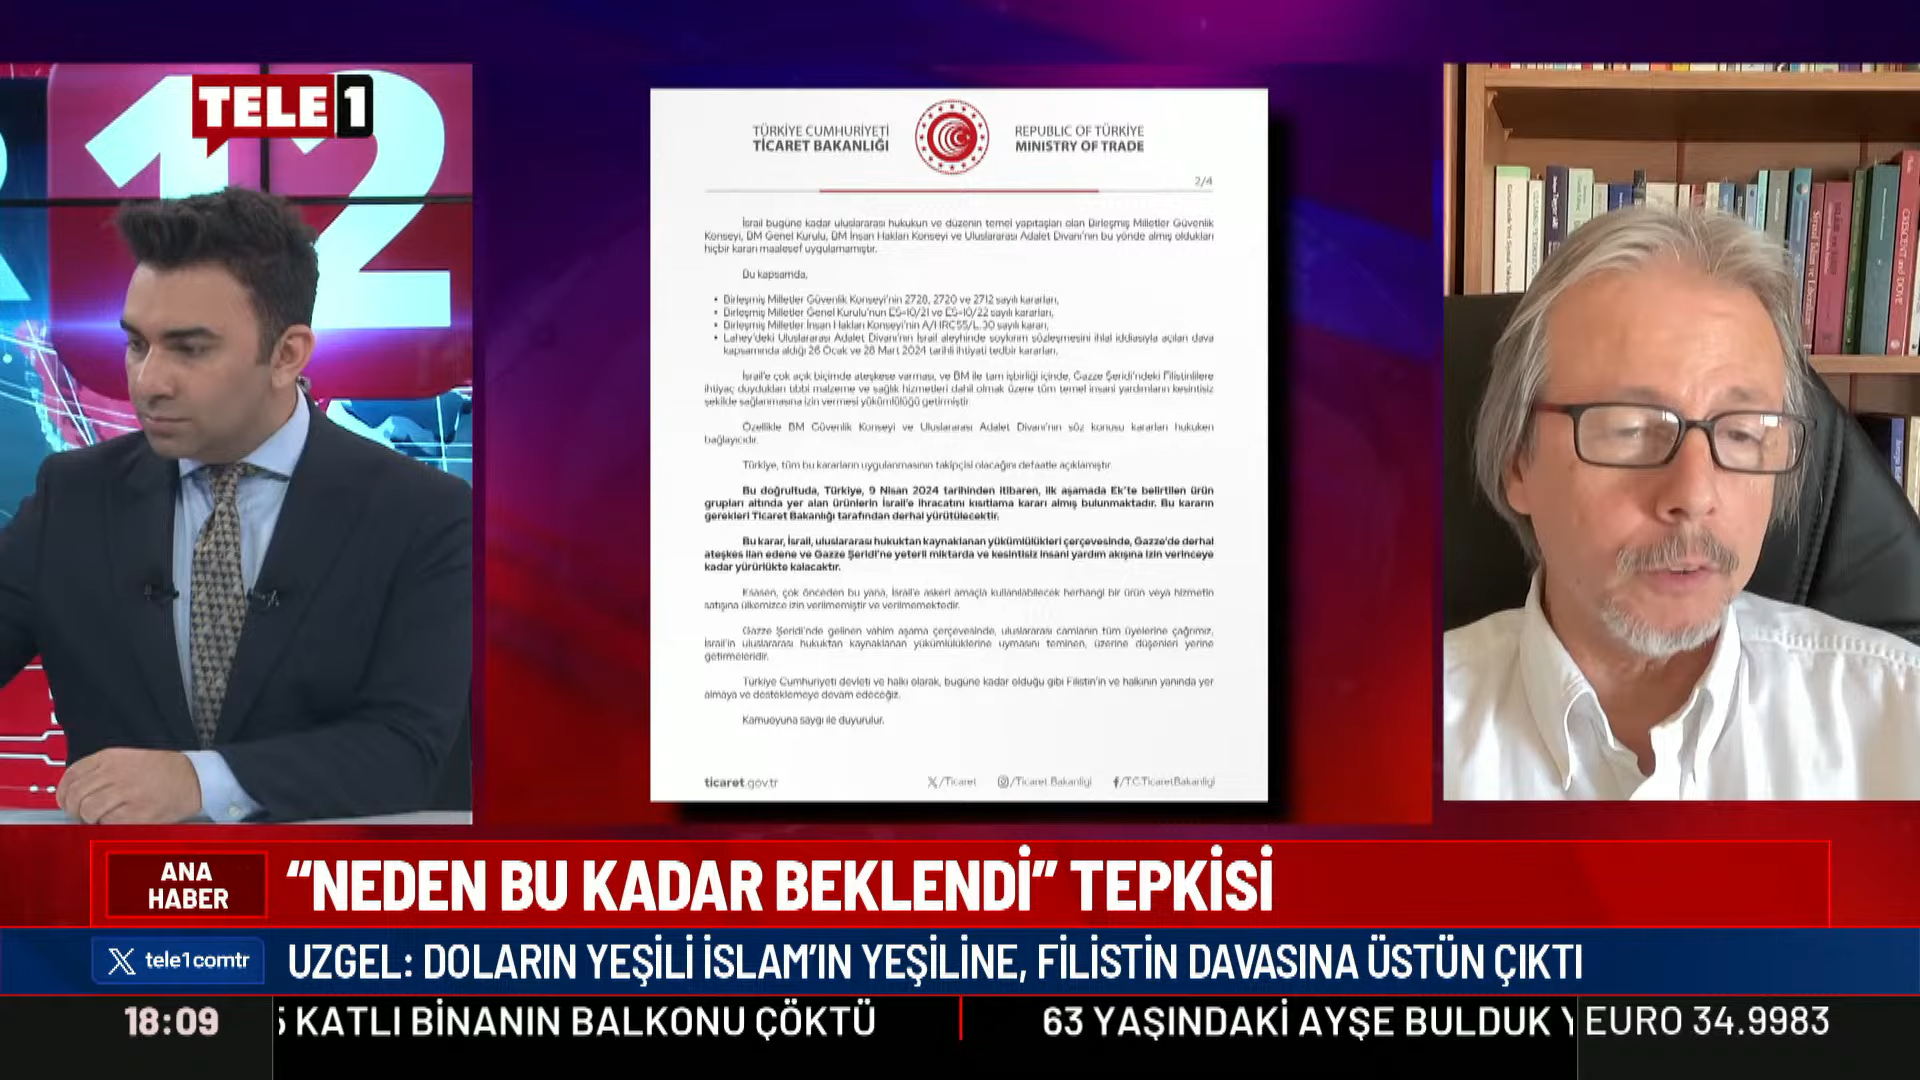 TELE1
12
TÜRKİYE CUMHURİYETİ
TİCARET BAKANLIĞI
REPUBLIC OF TÜRKİYE
MINISTRY OF TRADE
2/4
İsrail bugüne kadar uluslararası hukukun ve düzenin temel yapıtaşları olan Birleşmiş Milletler Güvenlik
Konseyi, BM Genel Kurulu, BM İnsan Hakları Konseyi ve Uluslararası Adalet Divanı'nın bu yönde almış oldukları
hiçbir kararı maalesef uygulamamıştır.
Bu kapsamda,
• Birleşmiş Milletler Güvenlik Konseyi'nin 2728, 2720 ve 2712 sayılı kararları,
• Birleşmiş Milletler Genel Kurulu'nun ES-10/21 ve ES-10/22 sayılı kararları,
• Birleşmiş Milletler İnsan Hakları Konseyi'nin A/HRC55/L.30 sayılı kararı,
• Lahey'deki Uluslararası Adalet Divanı'nın İsrail aleyhinde soykırım sözleşmesini ihlal iddiasıyla açılan dava
kapsamında aldığı 26 Ocak ve 28 Mart 2024 tarihli ihtiyati tedbir kararları,
İsrail'e çok açık biçimde ateşkese varması, ve BM ile tam işbirliği içinde, Gazze Şeridi'ndeki Filistinlilere
ihtiyaç duydukları tıbbi malzeme ve sağlık hizmetleri dahil olmak üzere tüm temel insani yardımların kesintisiz
şekilde sağlanmasına izin vermesi yükümlülüğü getirmiştir.
Özellikle BM Güvenlik Konseyi ve Uluslararası Adalet Divanı'nın söz konusu kararları hukuken
bağlayıcıdır.
Türkiye, tüm bu kararların uygulanmasının takipçisi olacağını defaatle açıklamıştır.
Bu doğrultuda, Türkiye, 9 Nisan 2024 tarihinden itibaren, ilk aşamada Ek'te belirtilen ürün
grupları altında yer alan ürünlerin İsrail'e ihracatını kısıtlama kararı almış bulunmaktadır. Bu kararın
gerekleri Ticaret Bakanlığı tarafından derhal yürütülecektir.
Bu karar, İsrail, uluslararası hukuktan kaynaklanan yükümlülükleri çerçevesinde, Gazze'de derhal
ateşkes ilan edene ve Gazze Şeridi'ne yeterli miktarda ve kesintisiz insani yardım akışına izin verinceye
kadar yürürlükte kalacaktır.
Esasen, çok önceden bu yana, İsrail'e askeri amaçla kullanılabilecek herhangi bir ürün veya hizmetin
satışına ülkemizce izin verilmemiştir ve verilmemektedir.
Gazze Şeridi'nde gelinen vahim aşama çerçevesinde, uluslararası camianın tüm üyelerine çağrımız,
İsrail'in uluslararası hukuktan kaynaklanan yükümlülüklerine uymasını teminen, üzerine düşenleri yerine
getirmeleridir.
Türkiye Cumhuriyeti devleti ve halkı olarak, bugüne kadar olduğu gibi Filistin'in ve halkının yanında yer
almaya ve desteklemeye devam edeceğiz.
Kamuoyuna saygı ile duyurulur.
ticaret.gov.tr
X/Ticaret
/Ticaret.Bakanligi
f/T.C.TicaretBakanligi
CRESCENT and DOVE
ANA
HABER
“NEDEN BU KADAR BEKLENDİ” TEPKİSİ
X tele1comtr
UZGEL: DOLARIN YEŞİLİ İSLAM'IN YEŞİLİNE, FİLİSTİN DAVASINA ÜSTÜN ÇIKTI
18:09
5 KATLI BİNANIN BALKONU ÇÖKTÜ
63 YAŞINDAKİ AYŞE BULDUK Y
EURO 34.9983